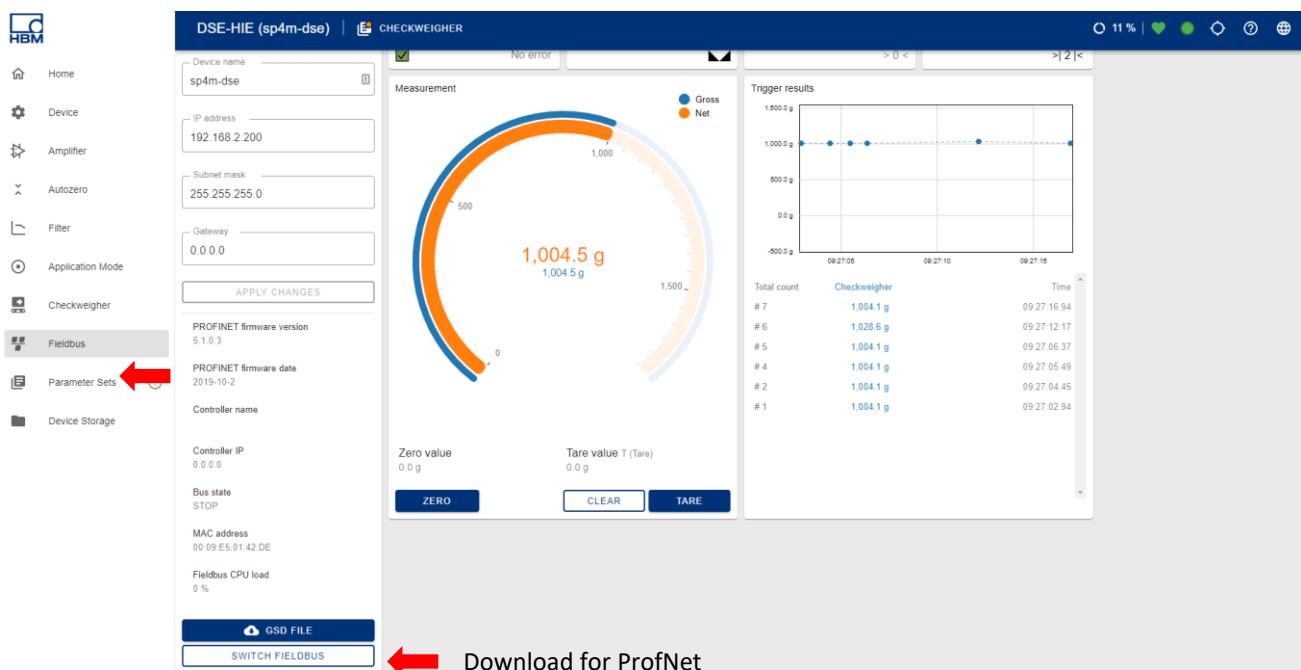 HBM
DSE-HIE (sp4m-dse)
CHECKWEIGHER
11 %
Home
Device
Amplifier
Autozero
Filter
Application Mode
Checkweigher
Fieldbus
Parameter Sets
Device Storage
Device name
sp4m-dse
IP address
192.168.2.200
Subnet mask
255.255.255.0
Gateway
0.0.0.0
APPLY CHANGES
PROFINET firmware version
5.1.0.3
PROFINET firmware date
2019-10-2
Controller name
Controller IP
0.0.0.0
Bus state
STOP
MAC address
00:09:E5:01:42:DE
Fieldbus CPU load
0 %
GSD FILE
SWITCH FIELDBUS
No error
> 0 <
>| 2 |<
Measurement
Gross
Net
0
500
1,000
1,500
1,004.5 g
1,004.5 g
Zero value
0.0 g
Tare value T (Tare)
0.0 g
ZERO
CLEAR
TARE
Trigger results
1,500.0 g
1,000.0 g
500.0 g
0.0 g
-500.0 g
09:27:05
09:27:10
09:27:15
Total count Checkweigher Time
# 7 1,004.1 g 09:27:16.94
# 6 1,028.6 g 09:27:12.17
# 5 1,004.1 g 09:27:06.37
# 4 1,004.1 g 09:27:05.49
# 2 1,004.1 g 09:27:04.45
# 1 1,004.1 g 09:27:02.94
Download for ProfNet